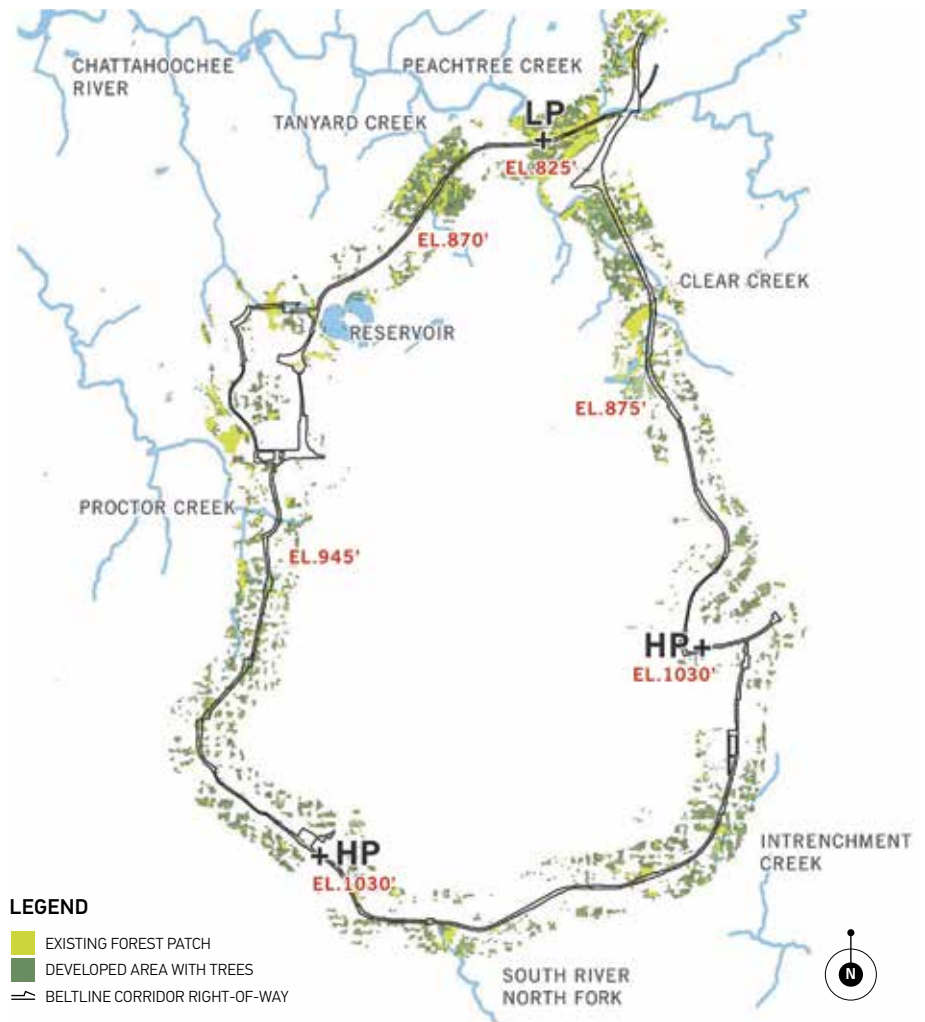 CHATTAHOOCHEE
RIVER
PEACHTREE CREEK
TANYARD CREEK
LP
+
EL.825'
EL.870'
CLEAR CREEK
RESERVOIR
EL.875'
PROCTOR CREEK
EL.945'
HP+
EL.1030'
+HP
EL.1030'
INTRENCHMENT
CREEK
SOUTH RIVER
NORTH FORK
LEGEND
EXISTING FOREST PATCH
DEVELOPED AREA WITH TREES
BELTLINE CORRIDOR RIGHT-OF-WAY
N